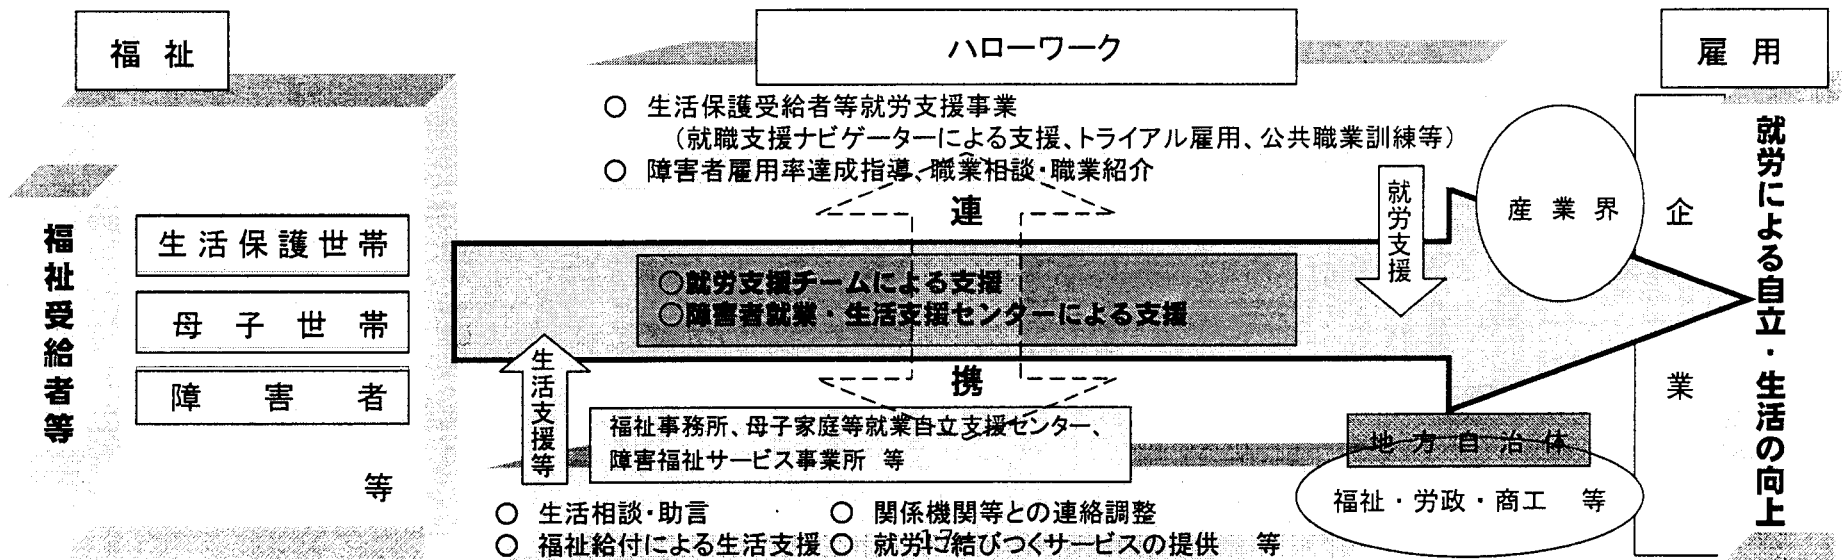 福祉
ハローワーク
雇用
○ 生活保護受給者等就労支援事業
（就職支援ナビゲーターによる支援、トライアル雇用、公共職業訓練等）
○ 障害者雇用率達成指導、職業相談・職業紹介
福祉受給者等
生活保護世帯
母子世帯
障害者
等
連
携
○就労支援チームによる支援
○障害者就業・生活支援センターによる支援
就労支援
生活支援等
産業界
企業
就労による自立・生活の向上
福祉事務所、母子家庭等就業自立支援センター、
障害福祉サービス事業所 等
地方自治体
福祉・労政・商工 等
○ 生活相談・助言 ○ 関係機関等との連絡調整
○ 福祉給付による生活支援 ○ 就労に結びつくサービスの提供 等
17